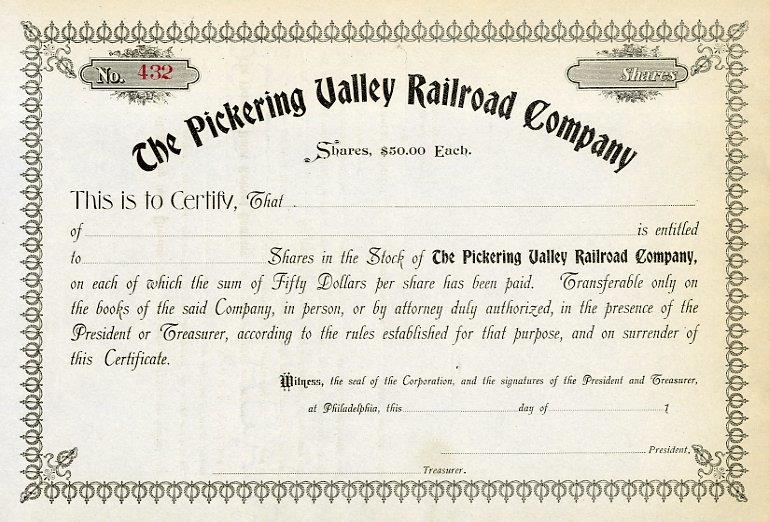 No. 432
Shares
The Pickering Valley Railroad Company
Shares, $50.00 Each.
This is to Certify, That
of is entitled
to Shares in the Stock of The Pickering Valley Railroad Company,
on each of which the sum of Fifty Dollars per share has been paid. Transferable only on
the books of the said Company, in person, or by attorney duly authorized, in the presence of the
President or Treasurer, according to the rules established for that purpose, and on surrender of
this Certificate.
Witness, the seal of the Corporation, and the signatures of the President and Treasurer,
at Philadelphia, this day of 1
President.
Treasurer.